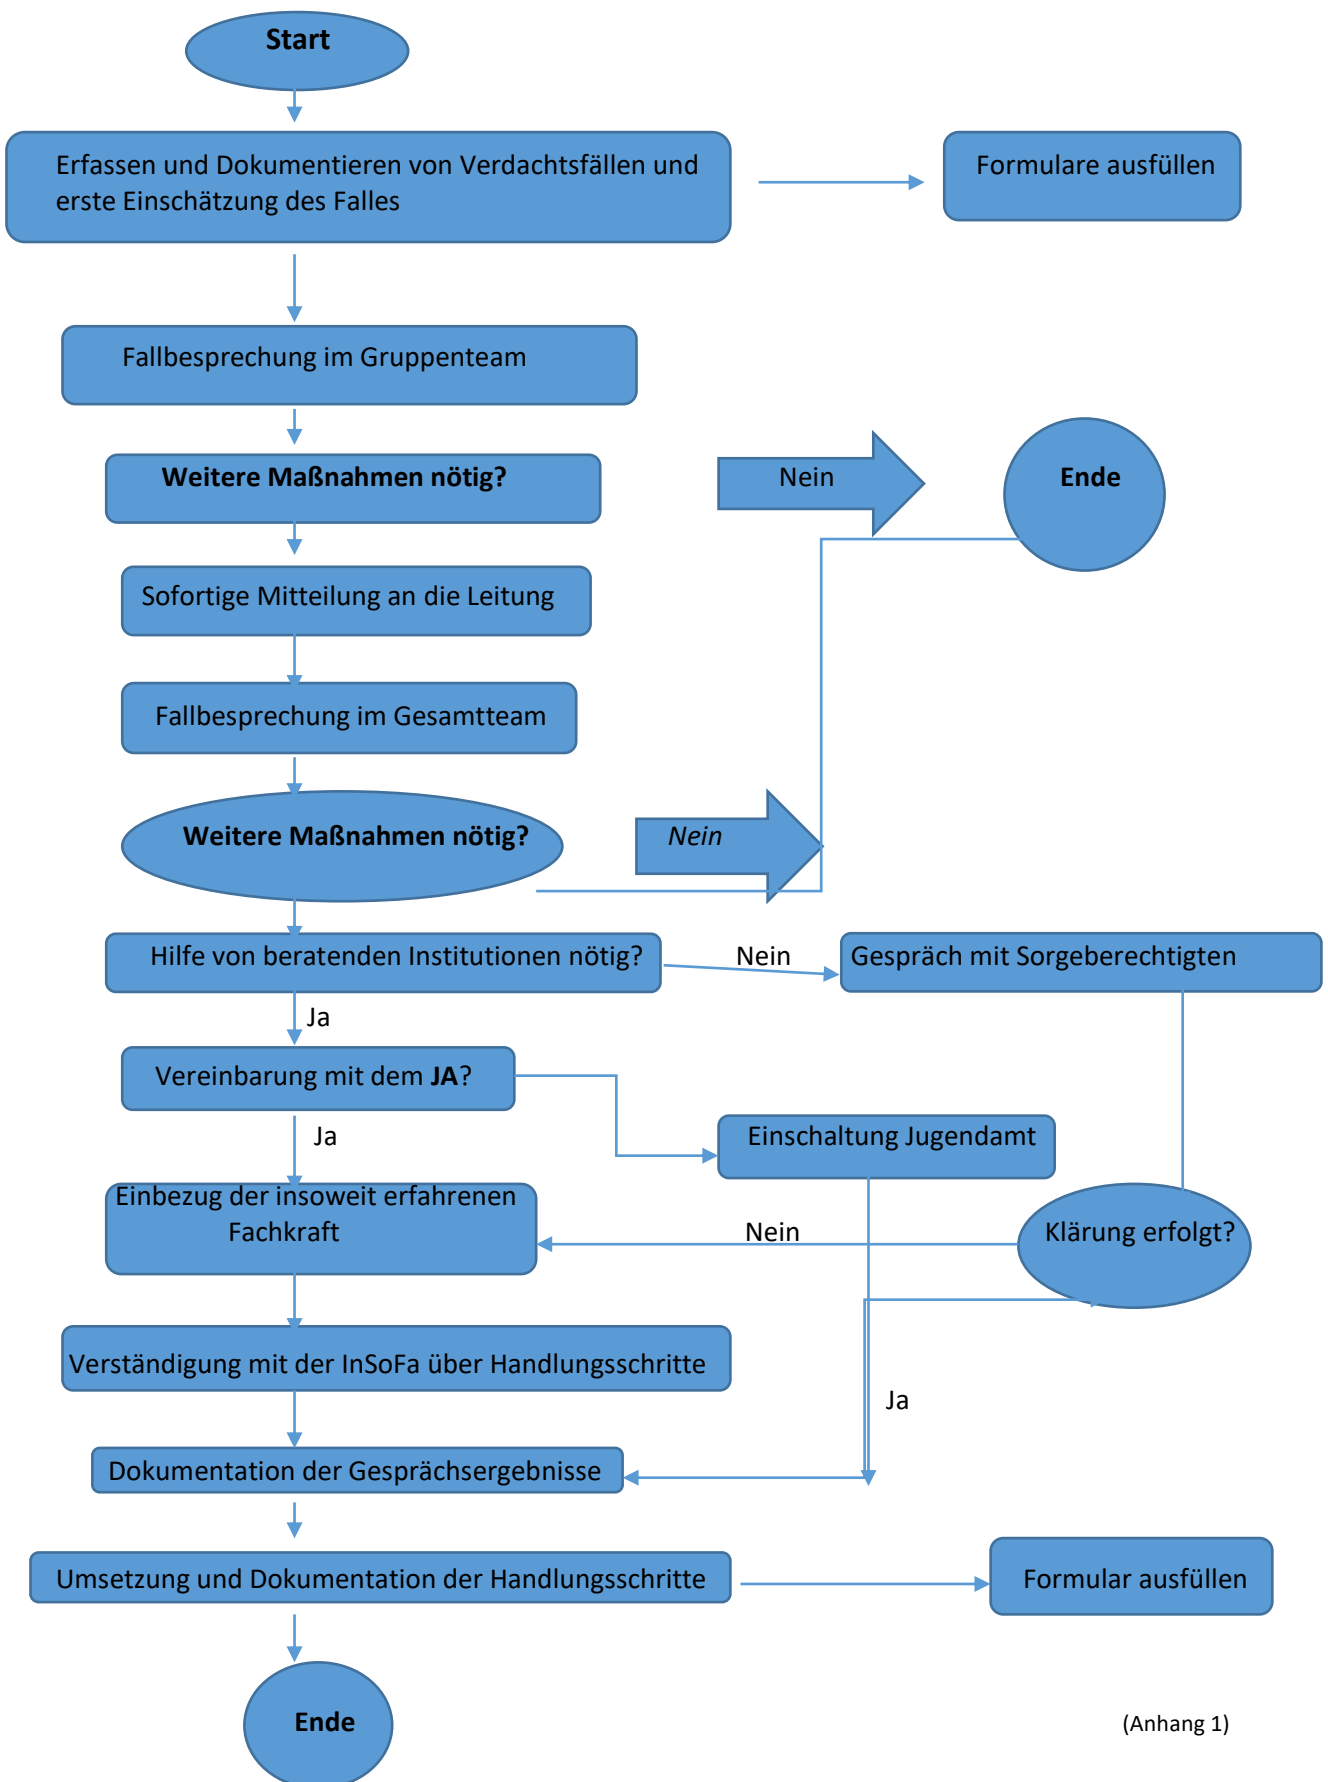 Start
Erfassen und Dokumentieren von Verdachtsfällen und
erste Einschätzung des Falles
Formulare ausfüllen
Fallbesprechung im Gruppenteam
Weitere Maßnahmen nötig?
Nein
Ende
Sofortige Mitteilung an die Leitung
Fallbesprechung im Gesamtteam
Weitere Maßnahmen nötig?
Nein
Hilfe von beratenden Institutionen nötig?
Nein
Gespräch mit Sorgeberechtigten
Ja
Vereinbarung mit dem JA?
Ja
Einschaltung Jugendamt
Einbezug der insoweit erfahrenen
Fachkraft
Nein
Klärung erfolgt?
Verständigung mit der InSoFa über Handlungsschritte
Ja
Dokumentation der Gesprächsergebnisse
Umsetzung und Dokumentation der Handlungsschritte
Formular ausfüllen
Ende
(Anhang 1)